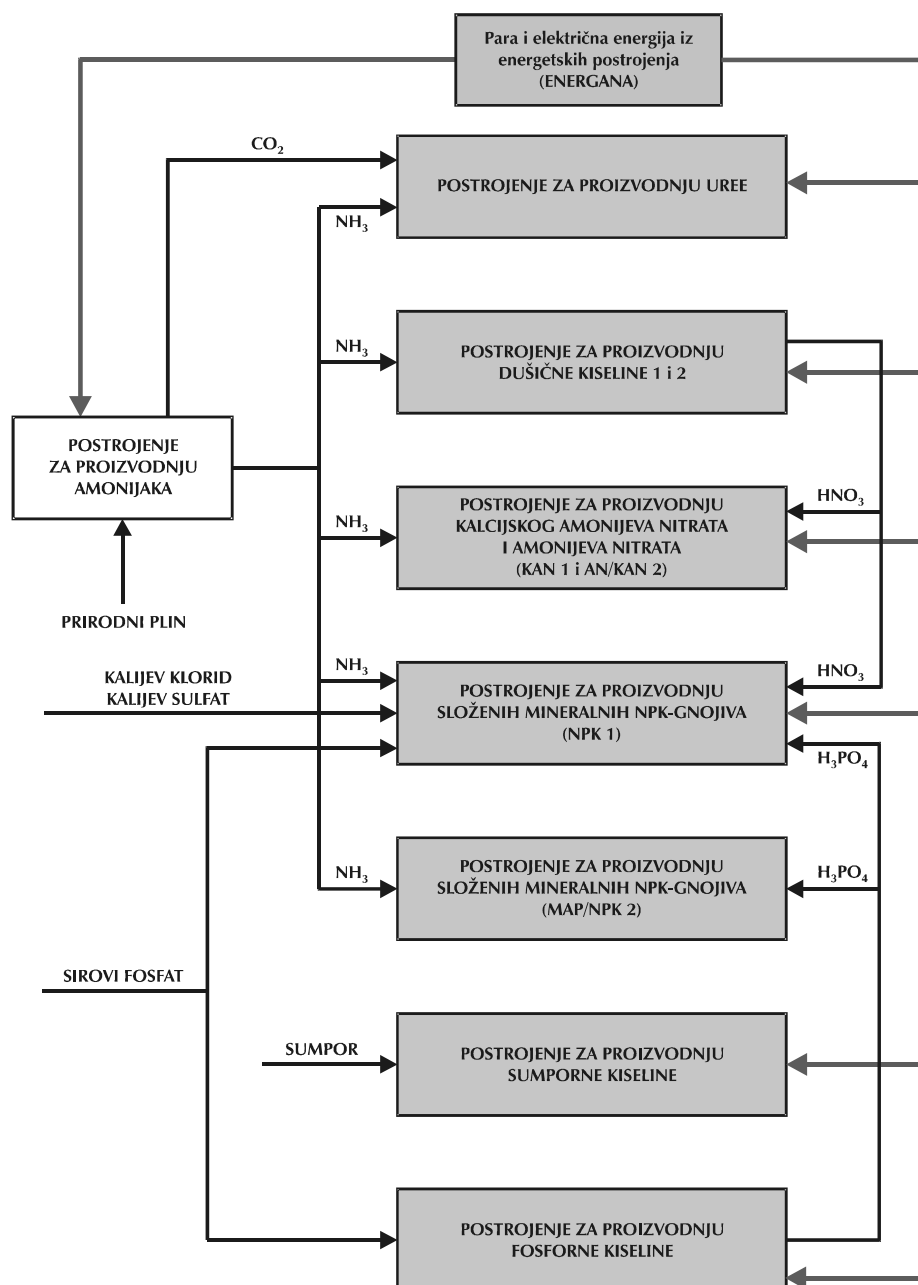 Para i električna energija iz
energetskih postrojenja
(ENERGANA)
CO₂
POSTROJENJE ZA PROIZVODNJU UREE
NH₃
NH₃
POSTROJENJE ZA PROIZVODNJU
DUŠIČNE KISELINE 1 i 2
POSTROJENJE
ZA PROIZVODNJU
AMONIJAKA
NH₃
POSTROJENJE ZA PROIZVODNJU
KALCIJSKOG AMONIJEVA NITRATA
I AMONIJEVA NITRATA
(KAN 1 i AN/KAN 2)
HNO₃
PRIRODNI PLIN
KALIJEV KLORID
KALIJEV SULFAT
NH₃
POSTROJENJE ZA PROIZVODNJU
SLOŽENIH MINERALNIH NPK-GNOJIVA
(NPK 1)
HNO₃
H₃PO₄
NH₃
POSTROJENJE ZA PROIZVODNJU
SLOŽENIH MINERALNIH NPK-GNOJIVA
(MAP/NPK 2)
H₃PO₄
SIROVI FOSFAT
SUMPOR
POSTROJENJE ZA PROIZVODNJU
SUMPORNE KISELINE
POSTROJENJE ZA PROIZVODNJU
FOSFORNE KISELINE